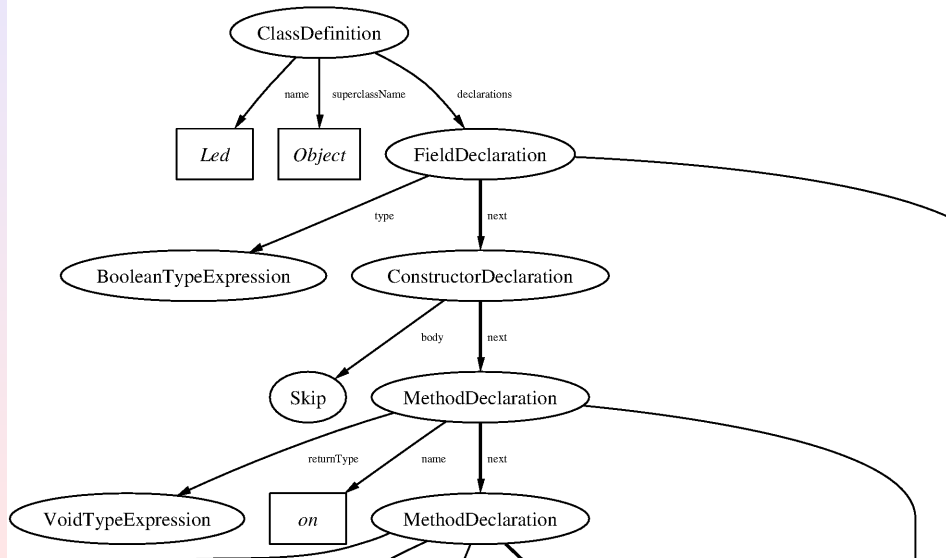 ClassDefinition
name
superclassName
declarations
Led
Object
FieldDeclaration
type
next
BooleanTypeExpression
ConstructorDeclaration
body
next
Skip
MethodDeclaration
returnType
name
next
VoidTypeExpression
on
MethodDeclaration